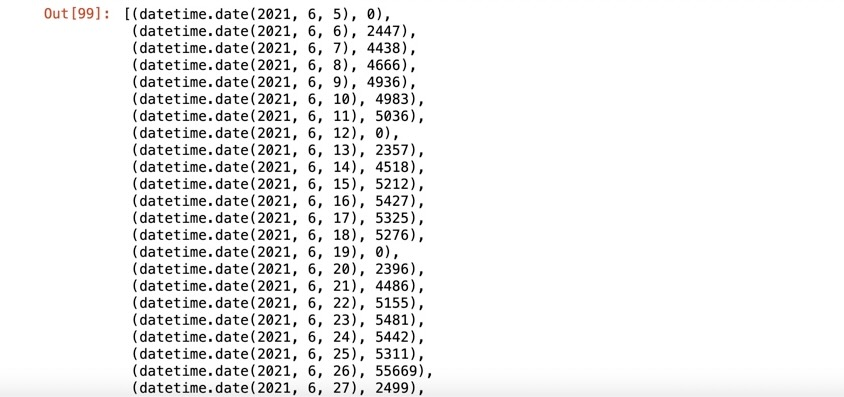 Out[99]: [(datetime.date(2021, 6, 5), 0),
(datetime.date(2021, 6, 6), 2447),
(datetime.date(2021, 6, 7), 4438),
(datetime.date(2021, 6, 8), 4666),
(datetime.date(2021, 6, 9), 4936),
(datetime.date(2021, 6, 10), 4983),
(datetime.date(2021, 6, 11), 5036),
(datetime.date(2021, 6, 12), 0),
(datetime.date(2021, 6, 13), 2357),
(datetime.date(2021, 6, 14), 4518),
(datetime.date(2021, 6, 15), 5212),
(datetime.date(2021, 6, 16), 5427),
(datetime.date(2021, 6, 17), 5325),
(datetime.date(2021, 6, 18), 5276),
(datetime.date(2021, 6, 19), 0),
(datetime.date(2021, 6, 20), 2396),
(datetime.date(2021, 6, 21), 4486),
(datetime.date(2021, 6, 22), 5155),
(datetime.date(2021, 6, 23), 5481),
(datetime.date(2021, 6, 24), 5442),
(datetime.date(2021, 6, 25), 5311),
(datetime.date(2021, 6, 26), 55669),
(datetime.date(2021, 6, 27), 2499),